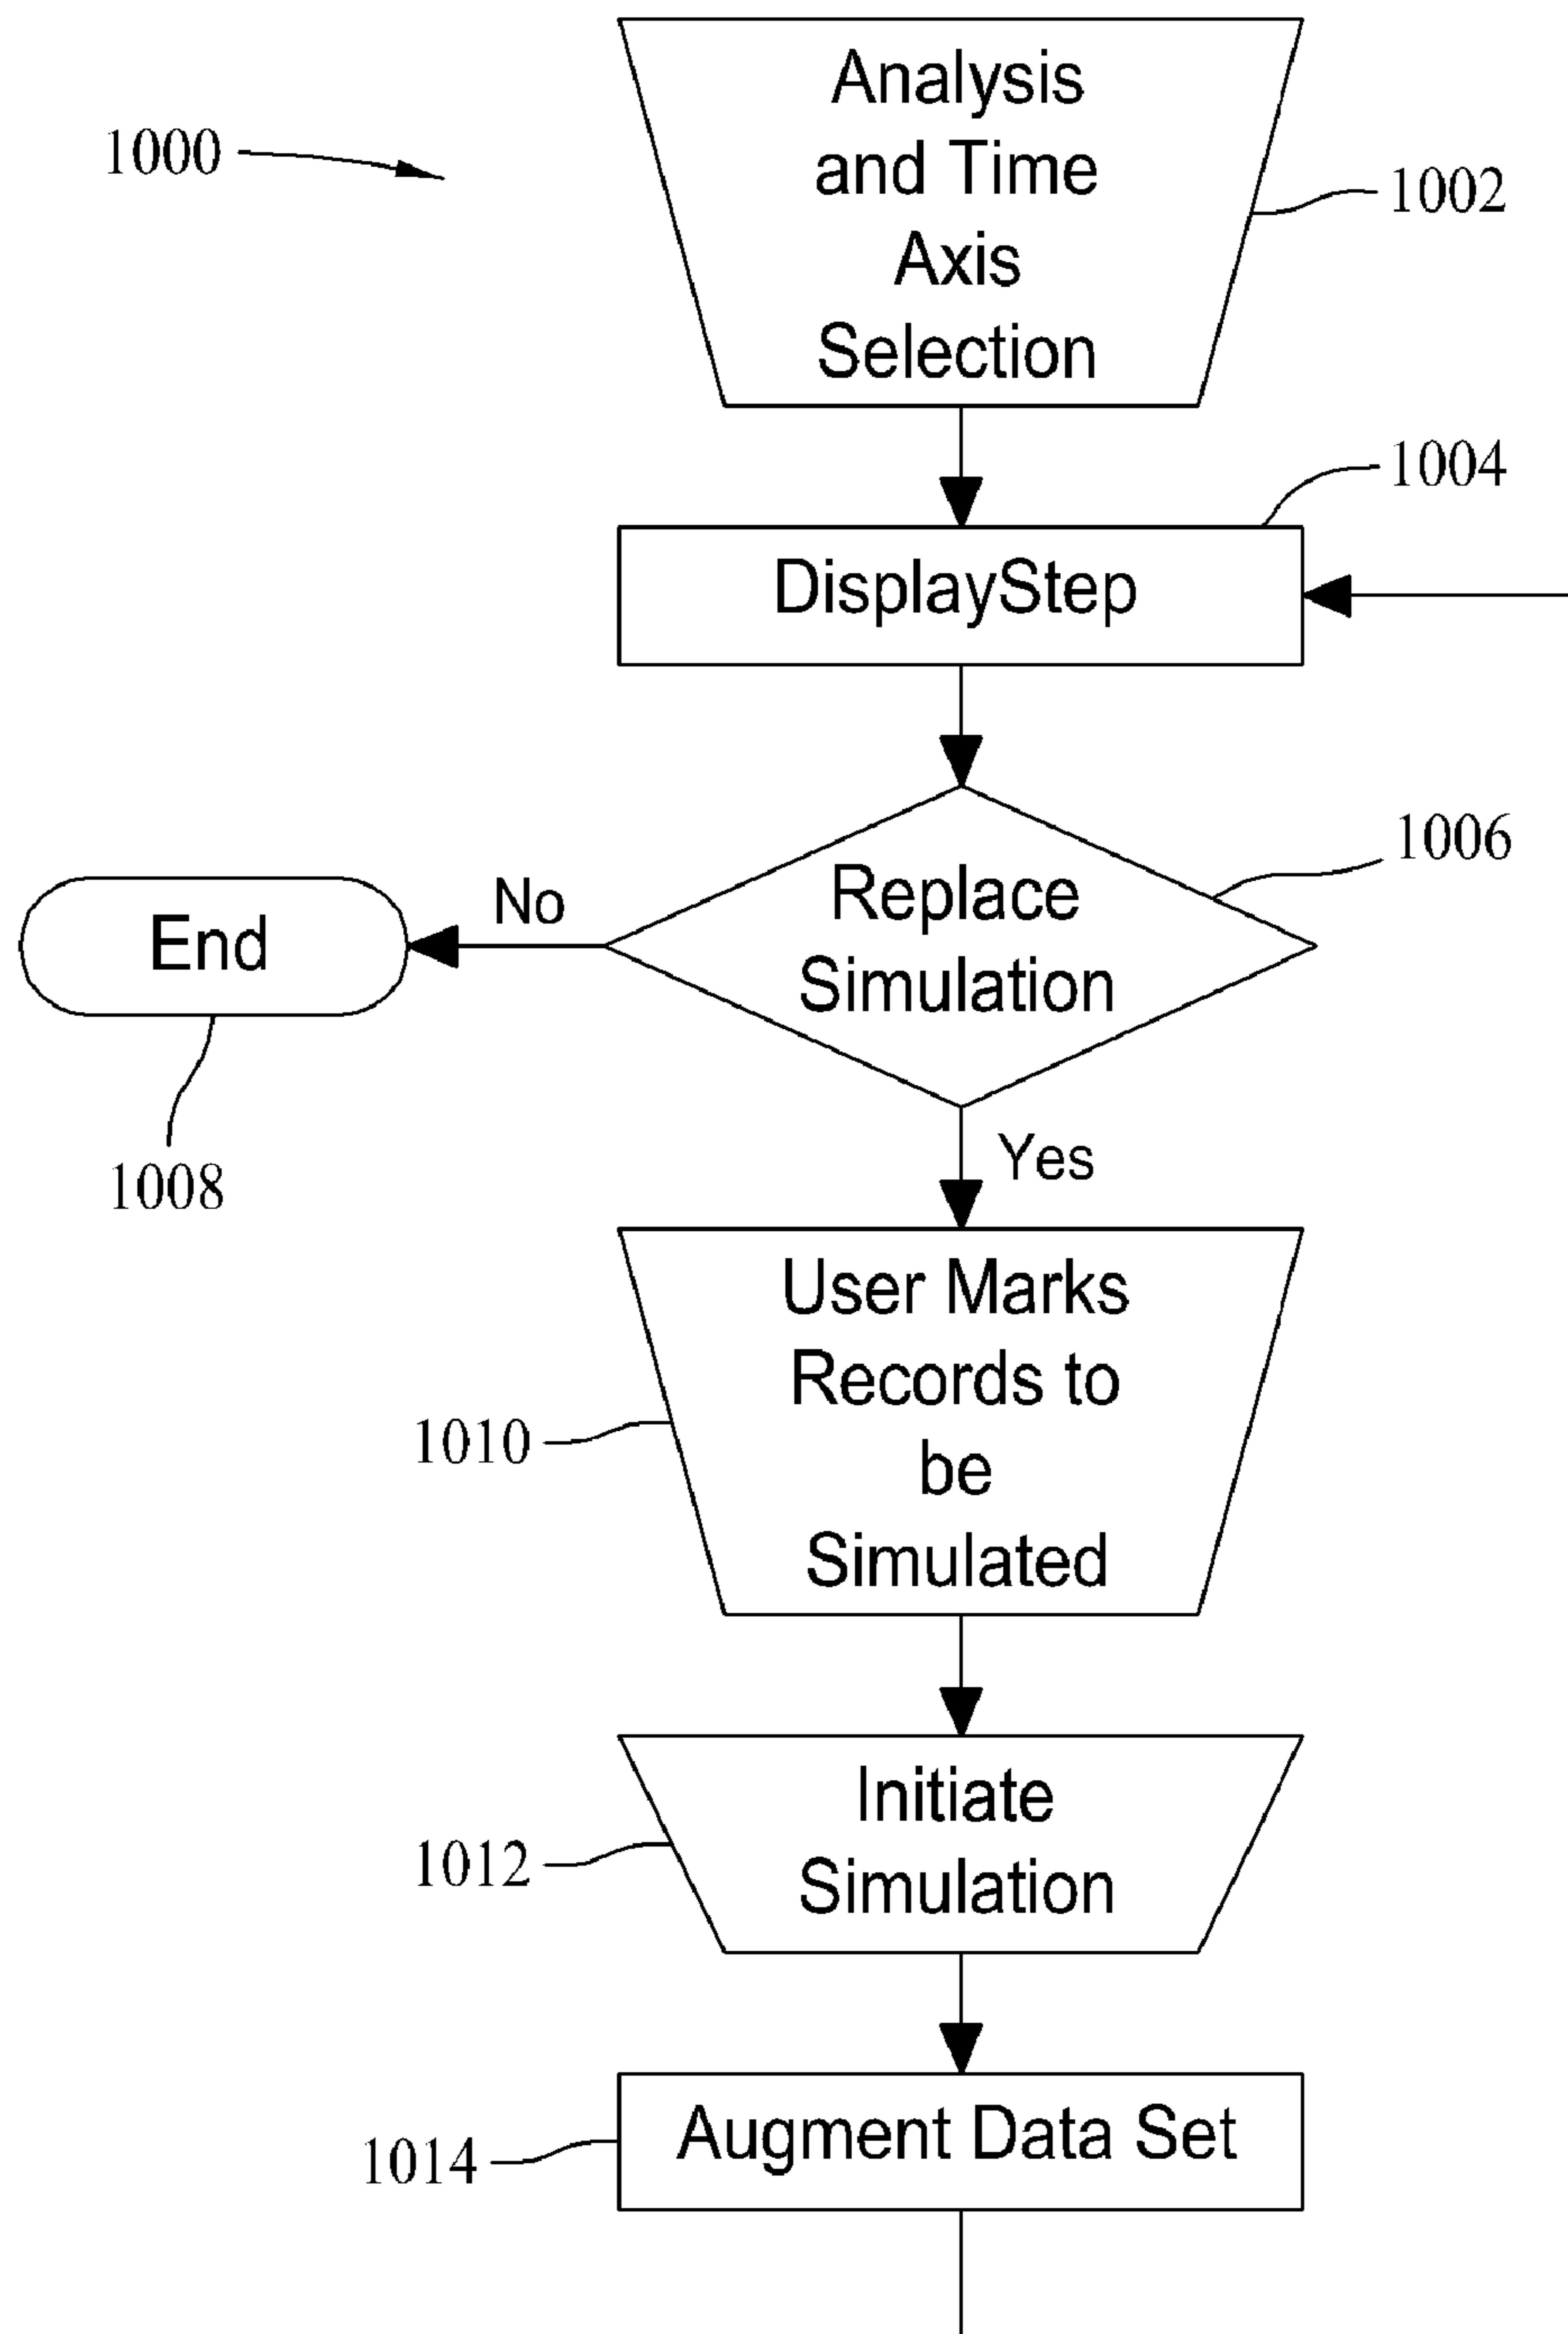 1000
Analysis
and Time
Axis
Selection
1002
1004
DisplayStep
1006
Replace
Simulation
No
End
1008
Yes
User Marks
Records to
be
Simulated
1010
Initiate
Simulation
1012
Augment Data Set
1014